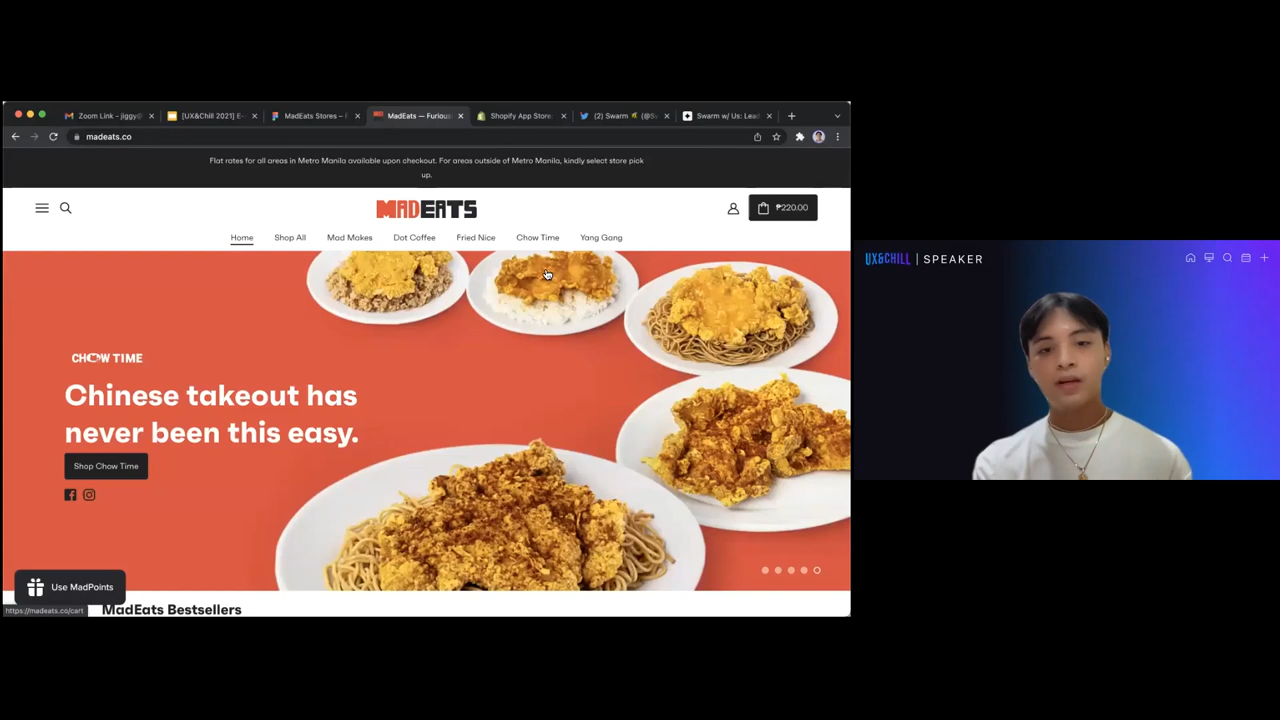 Zoom Link - jiggy@
[UX&Chill 2021] E-
MadEats Stores –
MadEats — Furiou
Shopify App Store:
(2) Swarm
Swarm w/ Us: Lead
madeats.co
Flat rates for all areas in Metro Manila available upon checkout. For areas outside of Metro Manila, kindly select store pick
up.
MADEATS
₱220.00
Home
Shop All
Mad Makes
Dot Coffee
Fried Nice
Chow Time
Yang Gang
UX&CHILL | SPEAKER
CHOW TIME
Chinese takeout has
never been this easy.
Shop Chow Time
Use MadPoints
https://madeats.co/cart
MadEats Bestsellers